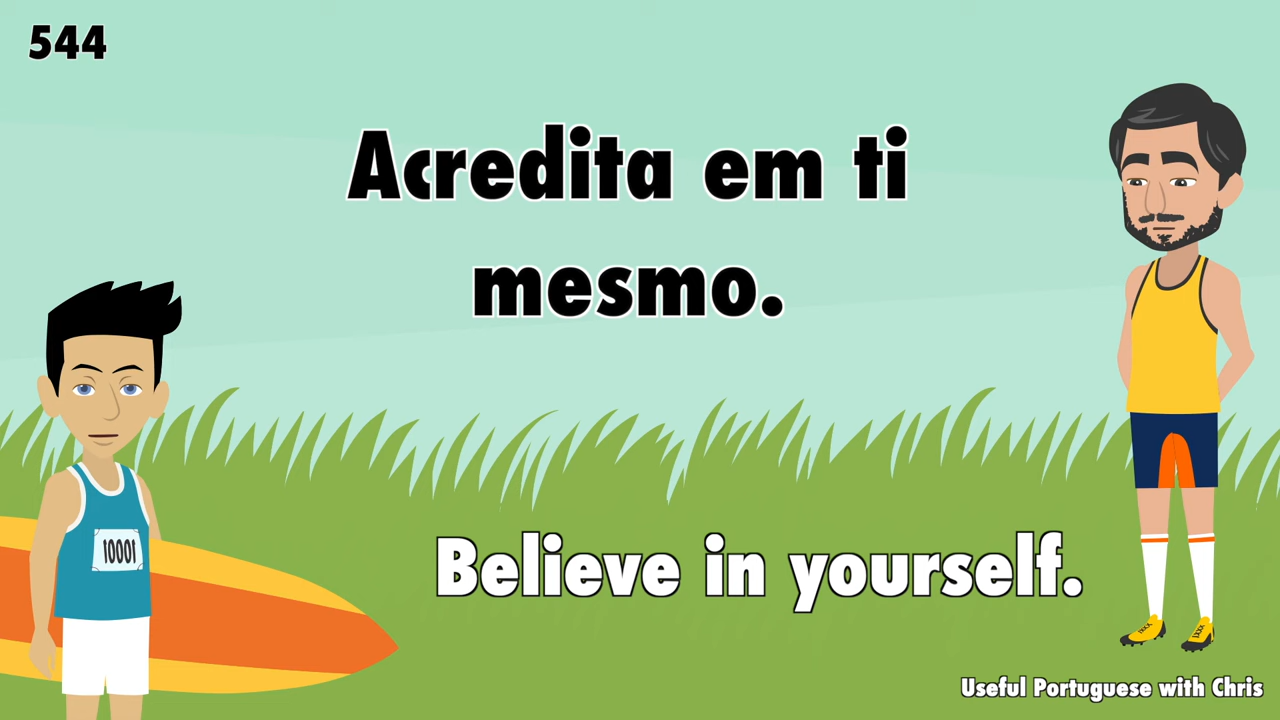 544
Acredita em ti
mesmo.
10001
Believe in yourself.
Useful Portuguese with Chris